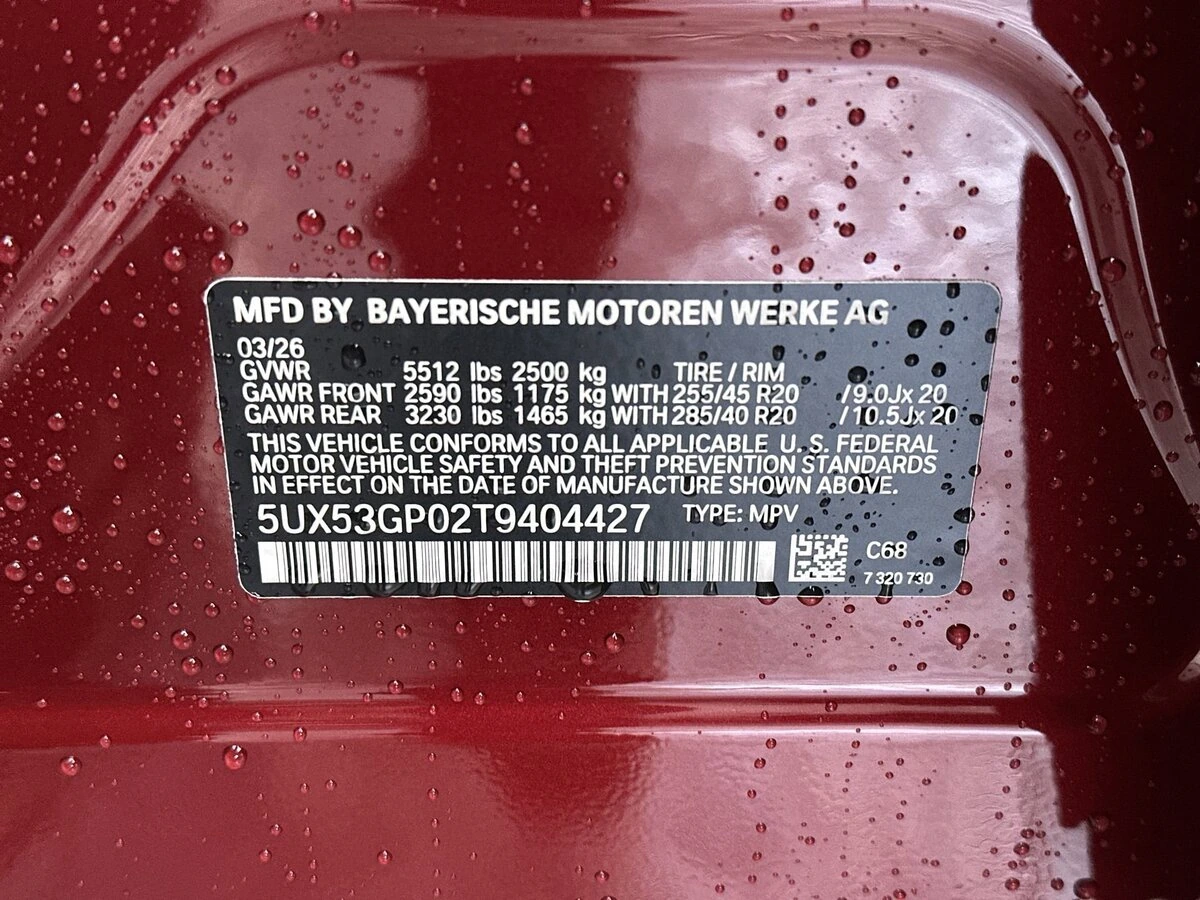 MFD BY BAYERISCHE MOTOREN WERKE AG
03/26
GVWR 5512 lbs 2500 kg TIRE / RIM
GAWR FRONT 2590 lbs 1175 kg WITH 255/45 R20 / 9.0Jx 20
GAWR REAR 3230 lbs 1465 kg WITH 285/40 R20 / 10.5Jx 20
THIS VEHICLE CONFORMS TO ALL APPLICABLE U. S. FEDERAL
MOTOR VEHICLE SAFETY AND THEFT PREVENTION STANDARDS
IN EFFECT ON THE DATE OF MANUFACTURE SHOWN ABOVE.
5UX53GP02T9404427 TYPE: MPV
C68
7 320 730